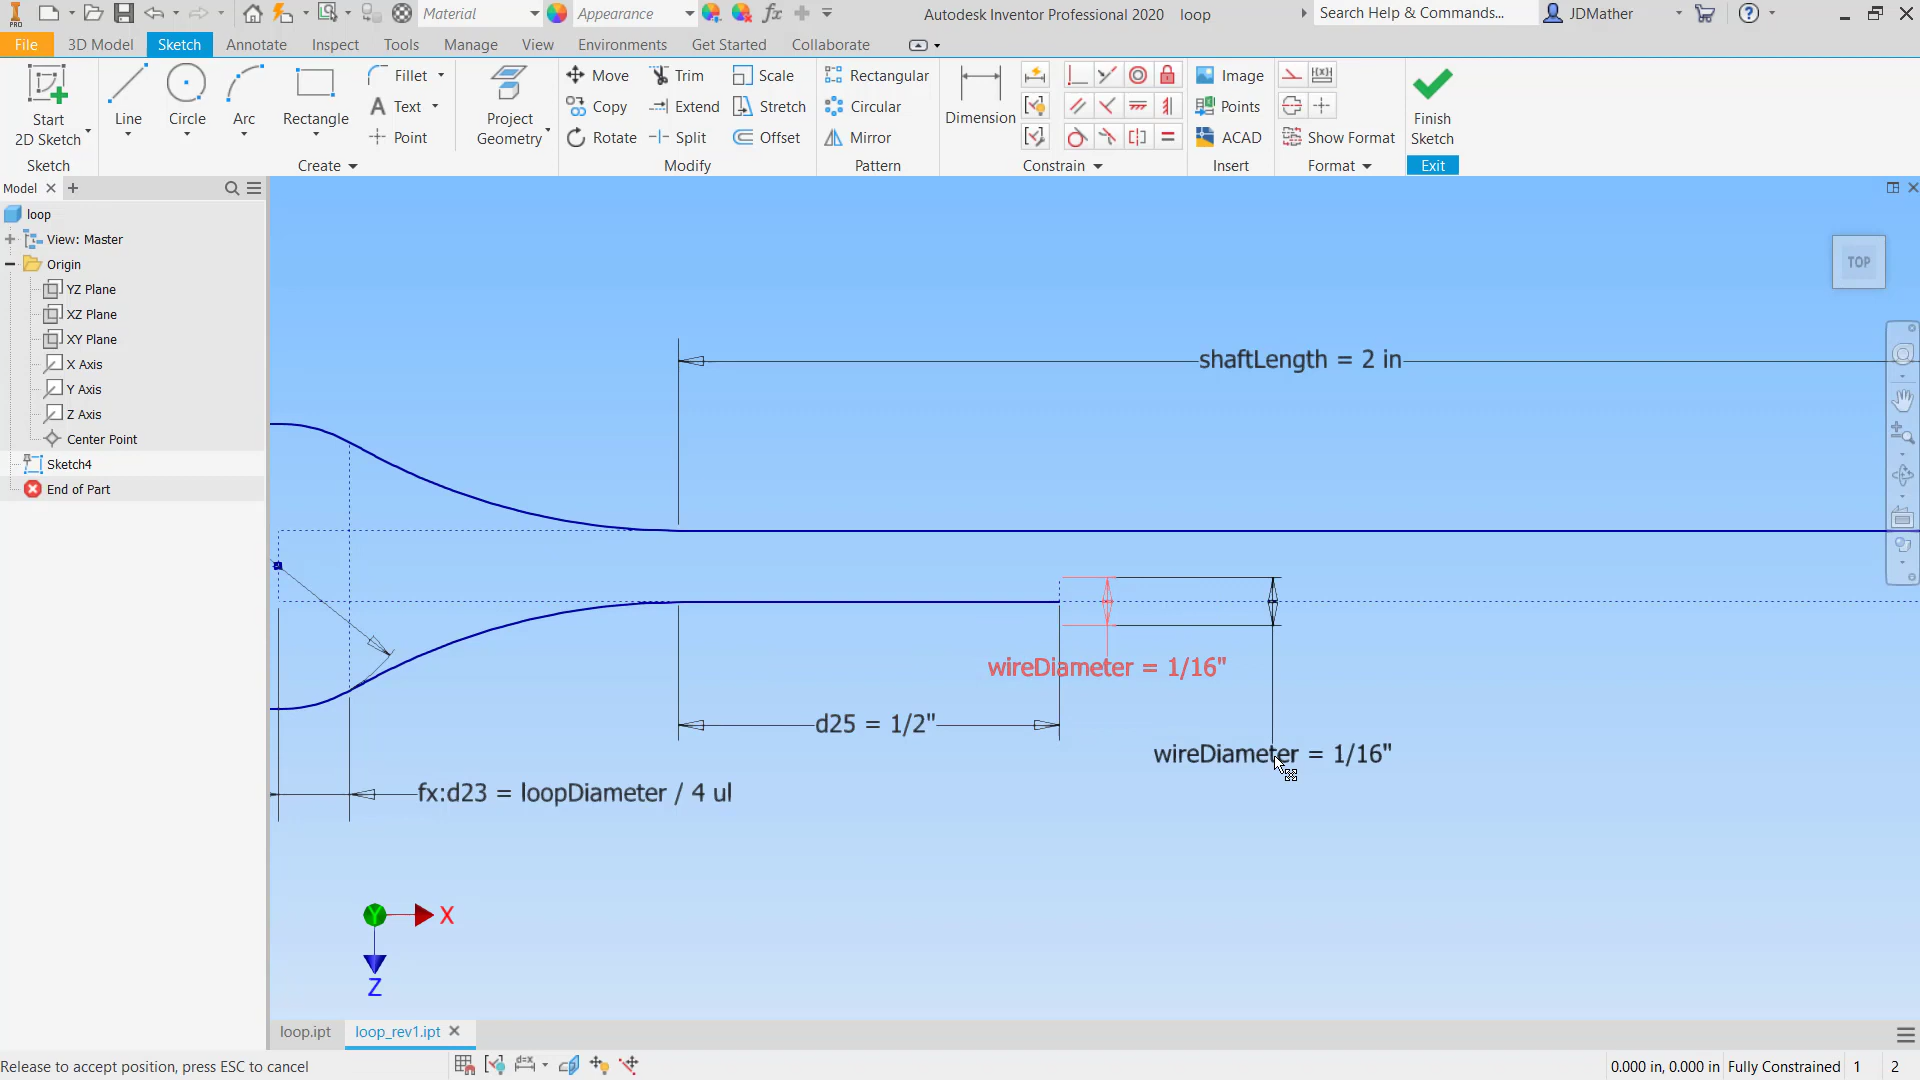 PRO
Material
Appearance
fx
Autodesk Inventor Professional 2020 loop
Search Help & Commands...
JDMather
File
3D Model
Sketch
Annotate
Inspect
Tools
Manage
View
Environments
Get Started
Collaborate
Start
2D Sketch
Sketch
Line
Circle
Arc
Rectangle
Fillet
Text
Point
Create
Project
Geometry
Move
Copy
Rotate
Trim
Extend
Split
Scale
Stretch
Offset
Modify
Rectangular
Circular
Mirror
Pattern
Dimension
Constrain
Image
Points
ACAD
Insert
Show Format
Format
Finish
Sketch
Exit
Model
loop
View: Master
Origin
YZ Plane
XZ Plane
XY Plane
X Axis
Y Axis
Z Axis
Center Point
Sketch4
End of Part
TOP
shaftLength = 2 in
wireDiameter = 1/16"
d25 = 1/2"
wireDiameter = 1/16"
fx:d23 = loopDiameter / 4 ul
Y
X
Z
loop.ipt
loop_rev1.ipt
Release to accept position, press ESC to cancel
0.000 in, 0.000 in
Fully Constrained
1
2